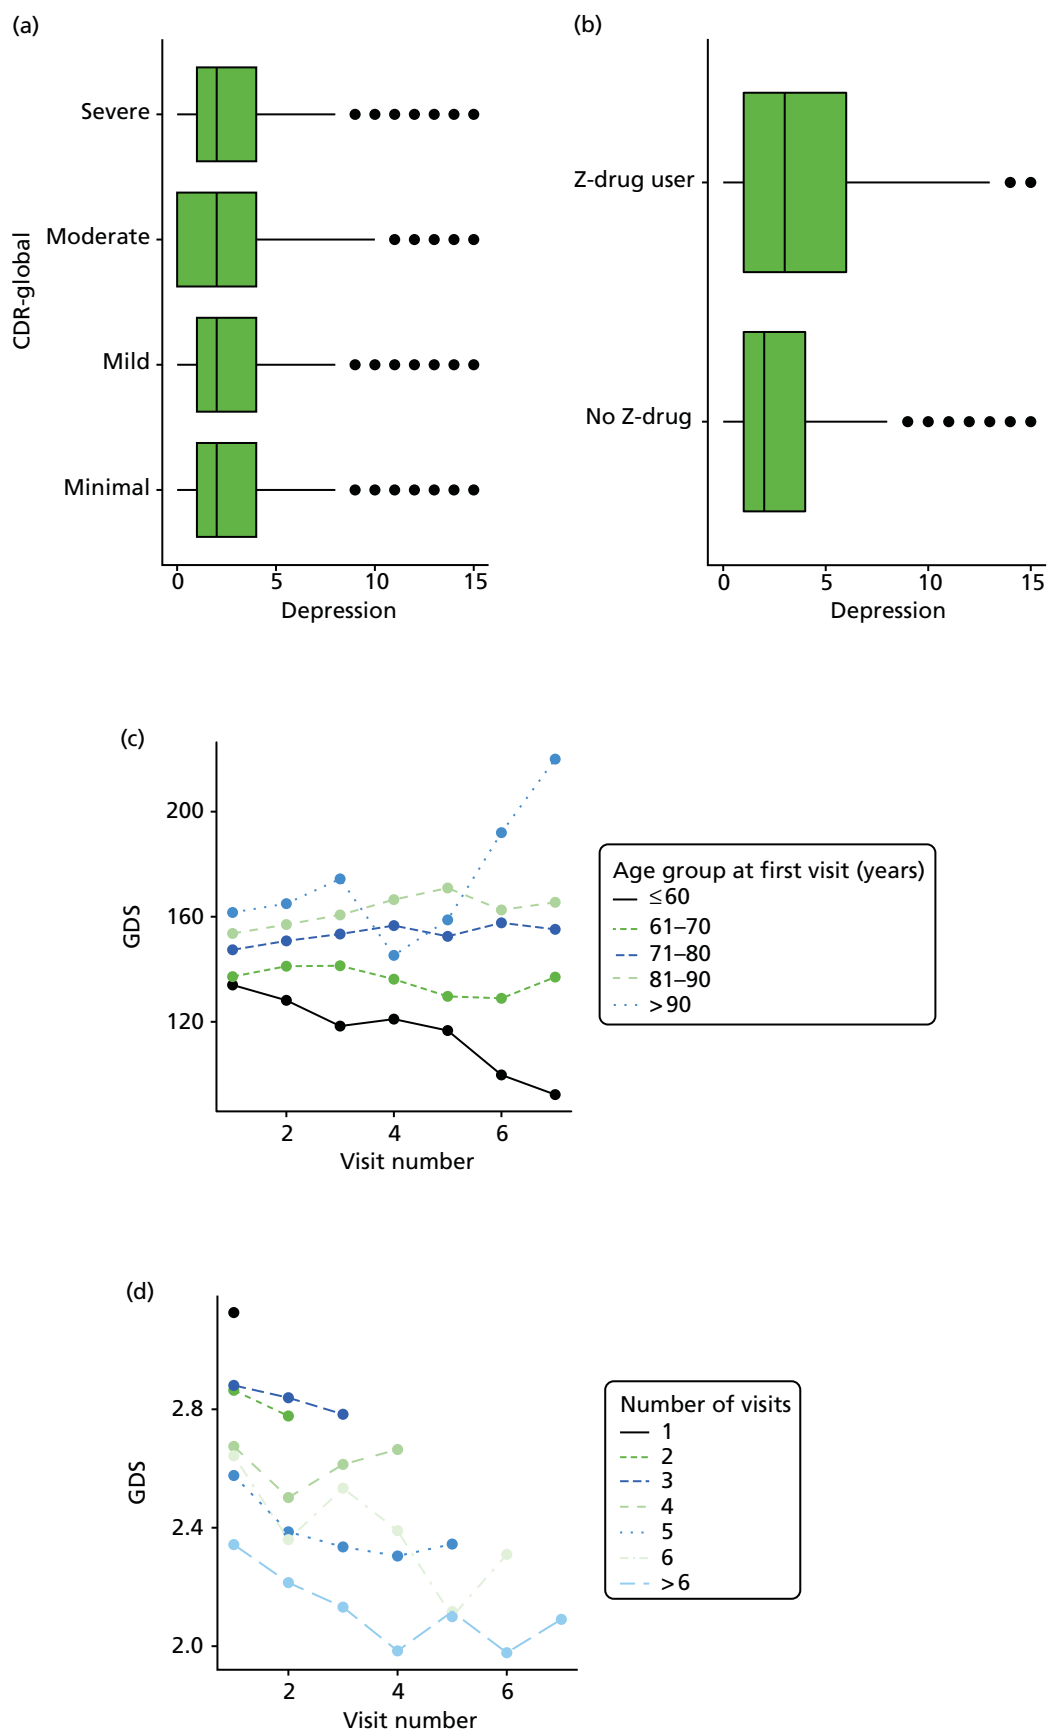 (a)
CDR-global
Severe
Moderate
Mild
Minimal
0 5 10 15
Depression
(b)
Z-drug user
No Z-drug
0 5 10 15
Depression
(c)
GDS
200
160
120
2 4 6
Visit number
Age group at first visit (years)
≤60
61–70
71–80
81–90
>90
(d)
GDS
2.8
2.4
2.0
2 4 6
Visit number
Number of visits
1
2
3
4
5
6
>6